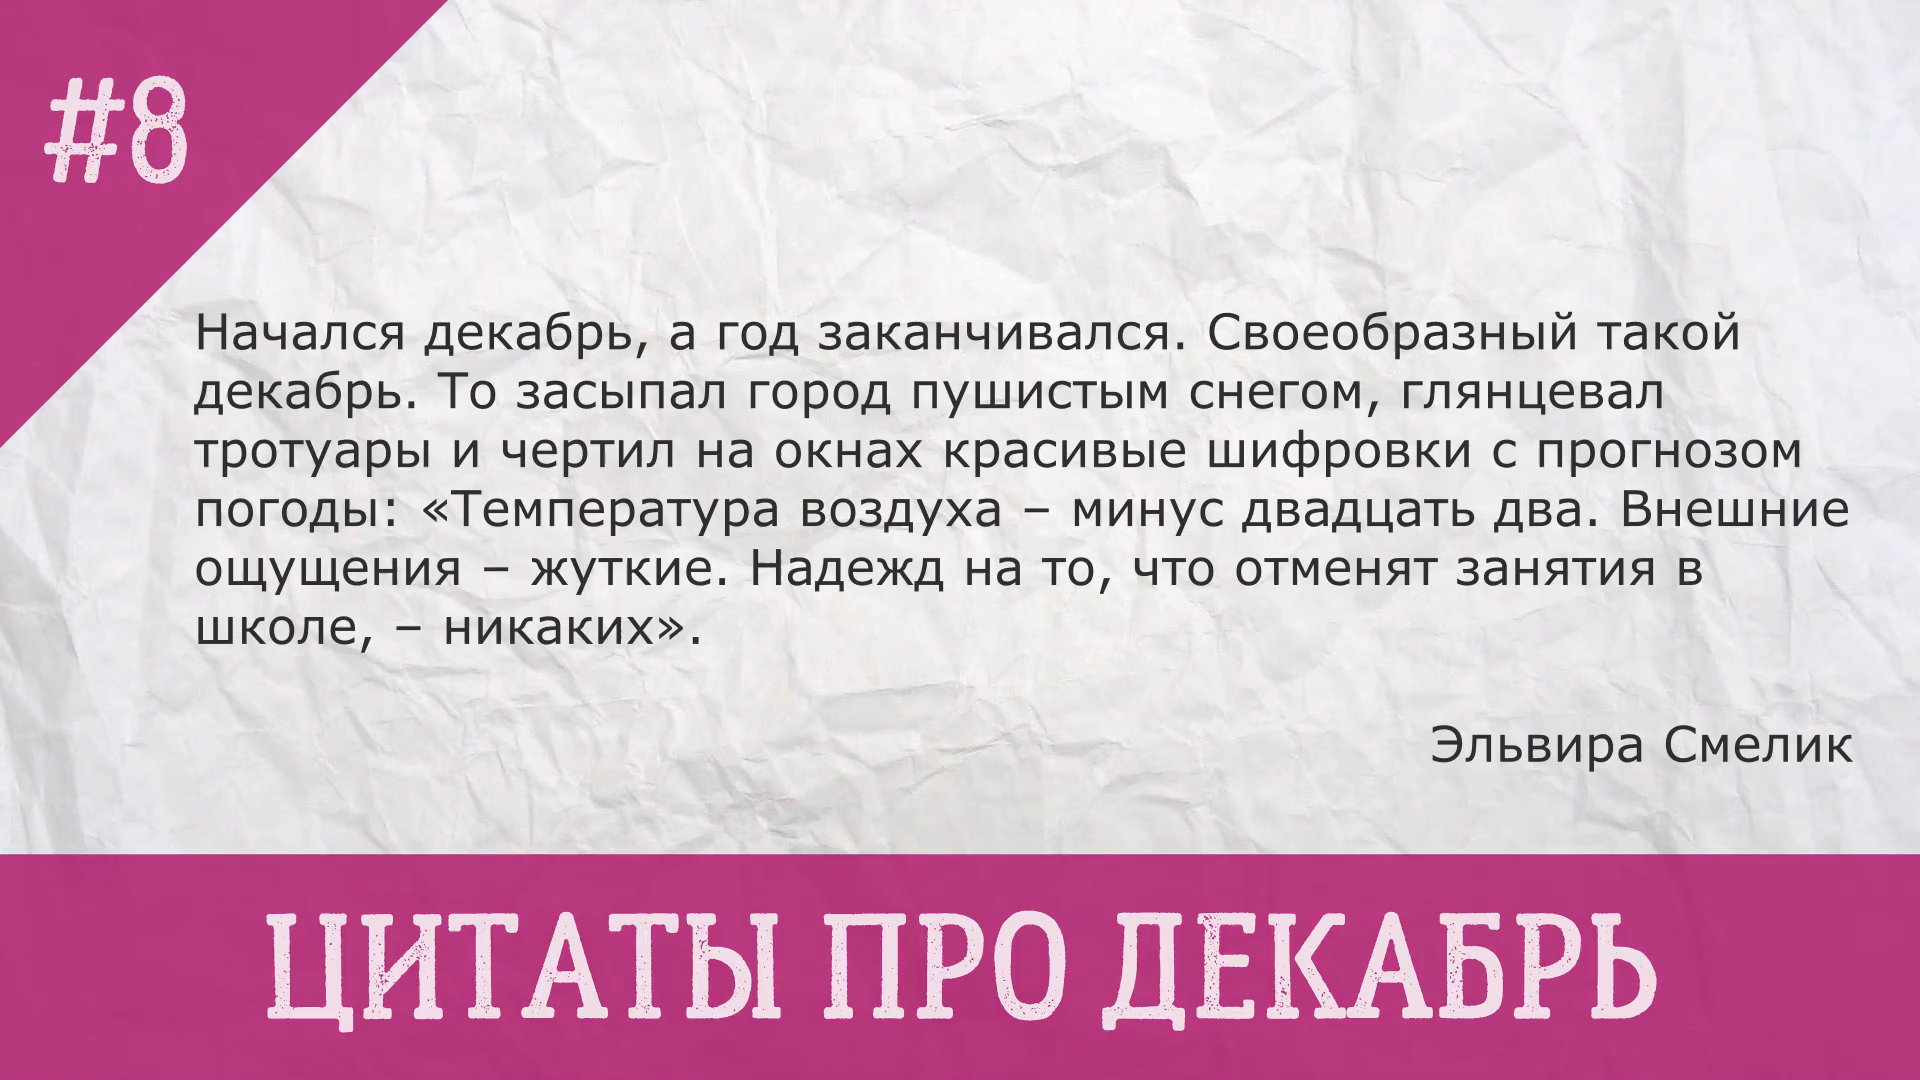 #8
Начался декабрь, а год заканчивался. Своеобразный такой
декабрь. То засыпал город пушистым снегом, глянцевал
тротуары и чертил на окнах красивые шифровки с прогнозом
погоды: «Температура воздуха – минус двадцать два. Внешние
ощущения – жуткие. Надежд на то, что отменят занятия в
школе, – никаких».
Эльвира Смелик
ЦИТАТЫ ПРО ДЕКАБРЬ